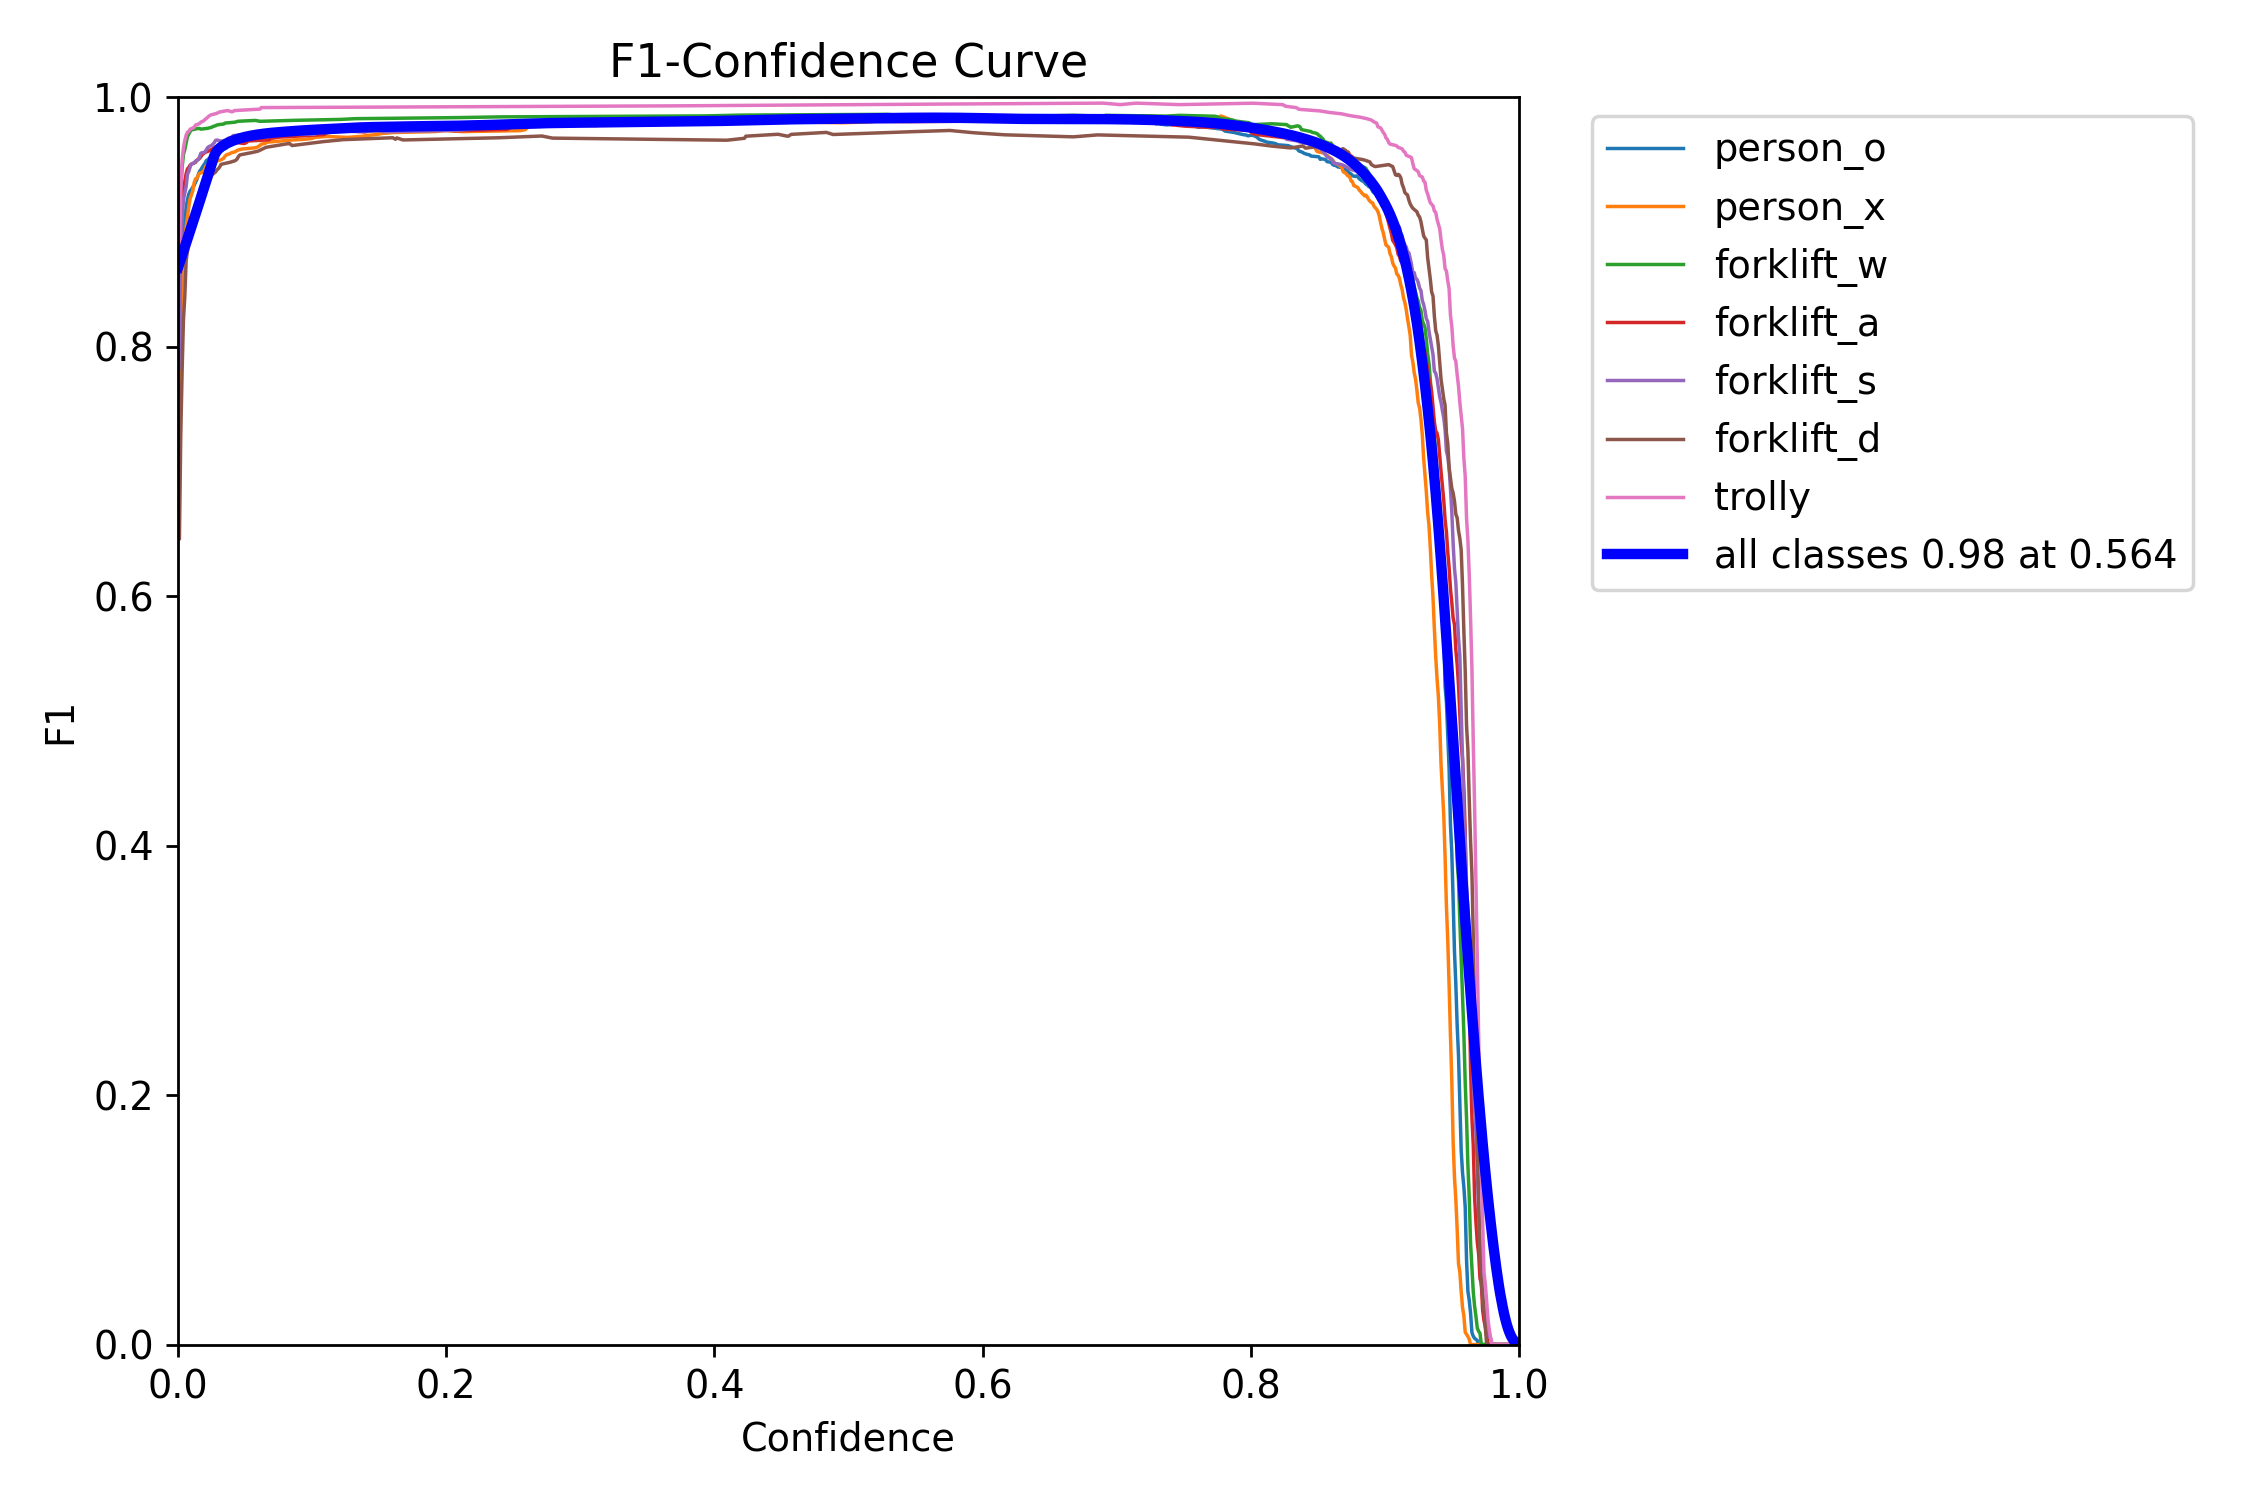 F1-Confidence Curve
1.0
0.8
0.6
0.4
0.2
0.0
F1
0.0 0.2 0.4 0.6 0.8 1.0
Confidence
person_o
person_x
forklift_w
forklift_a
forklift_s
forklift_d
trolly
all classes 0.98 at 0.564